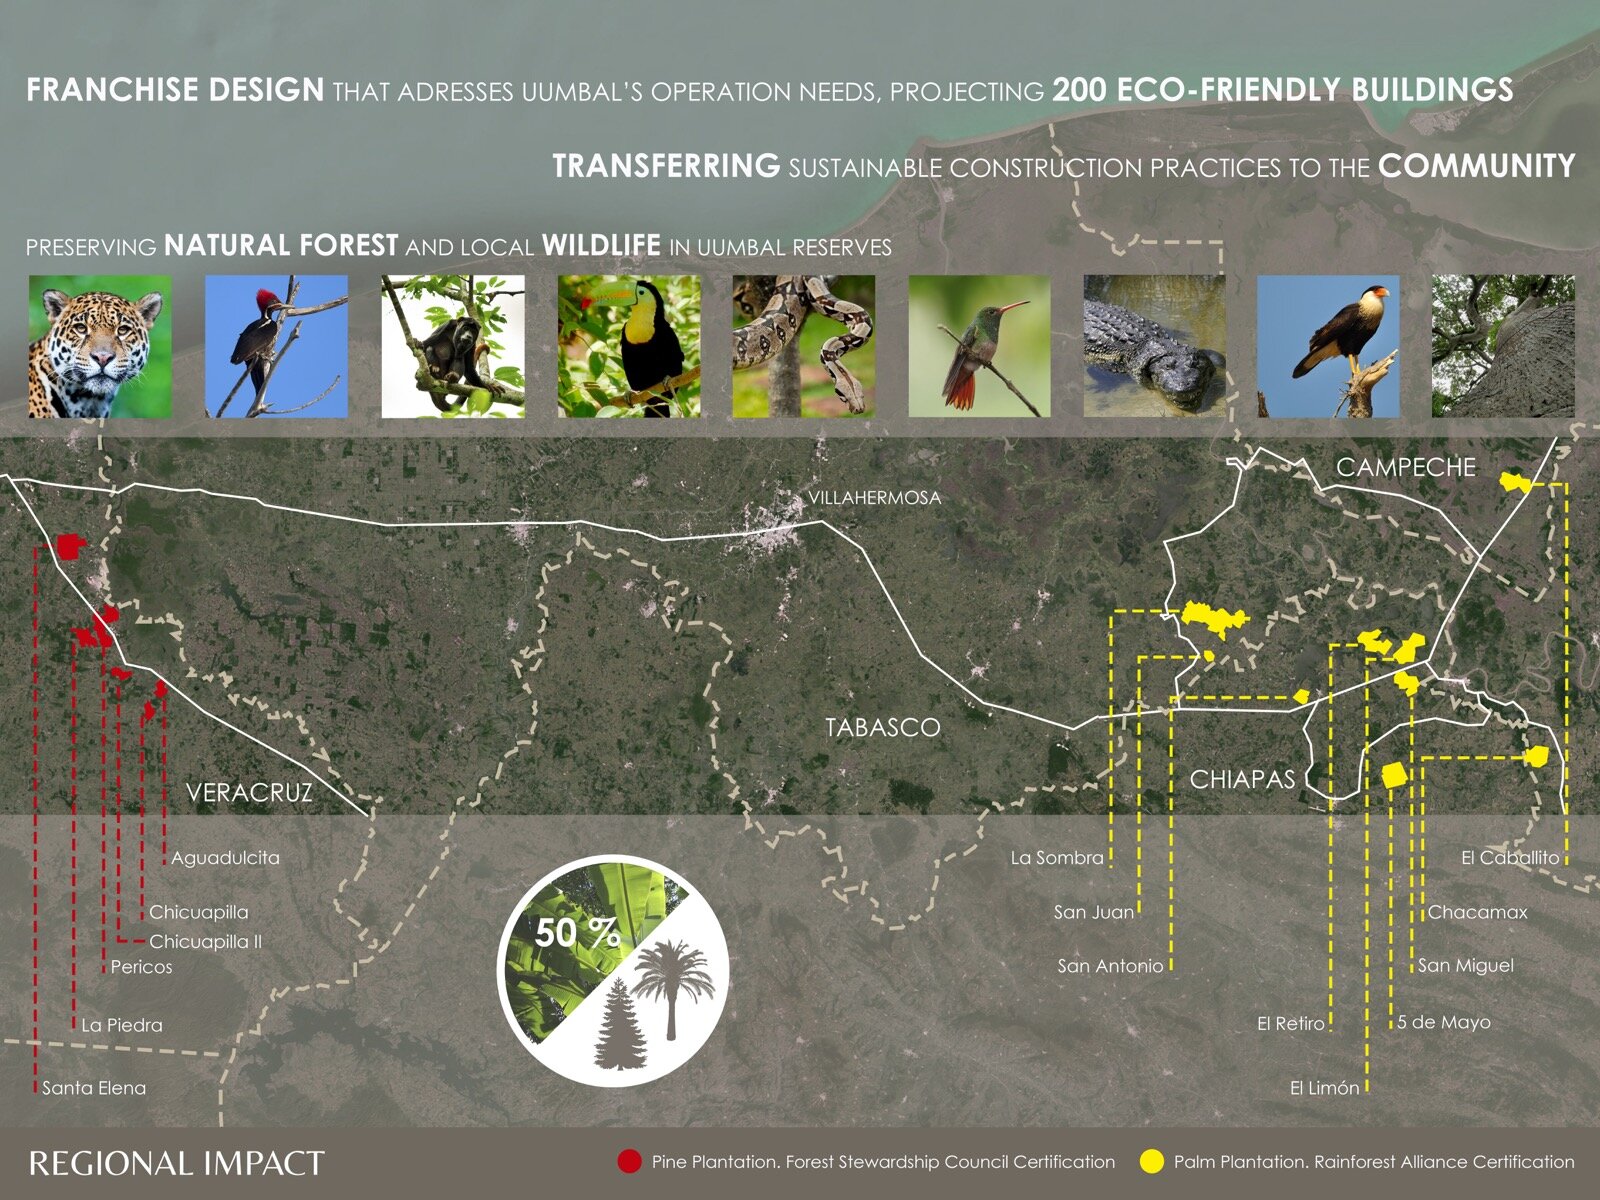 FRANCHISE DESIGN THAT ADRESSES UUMBAL'S OPERATION NEEDS, PROJECTING 200 ECO-FRIENDLY BUILDINGS
TRANSFERRING SUSTAINABLE CONSTRUCTION PRACTICES TO THE COMMUNITY
PRESERVING NATURAL FOREST AND LOCAL WILDLIFE IN UUMBAL RESERVES
CAMPECHE
VILLAHERMOSA
TABASCO
CHIAPAS
VERACRUZ
Aguadulcita
La Sombra
El Caballito
Chicuapilla
San Juan
Chacamax
Chicuapilla II
50 %
Pericos
San Antonio
San Miguel
La Piedra
El Retiro
5 de Mayo
Santa Elena
El Limón
REGIONAL IMPACT
Pine Plantation. Forest Stewardship Council Certification
Palm Plantation. Rainforest Alliance Certification